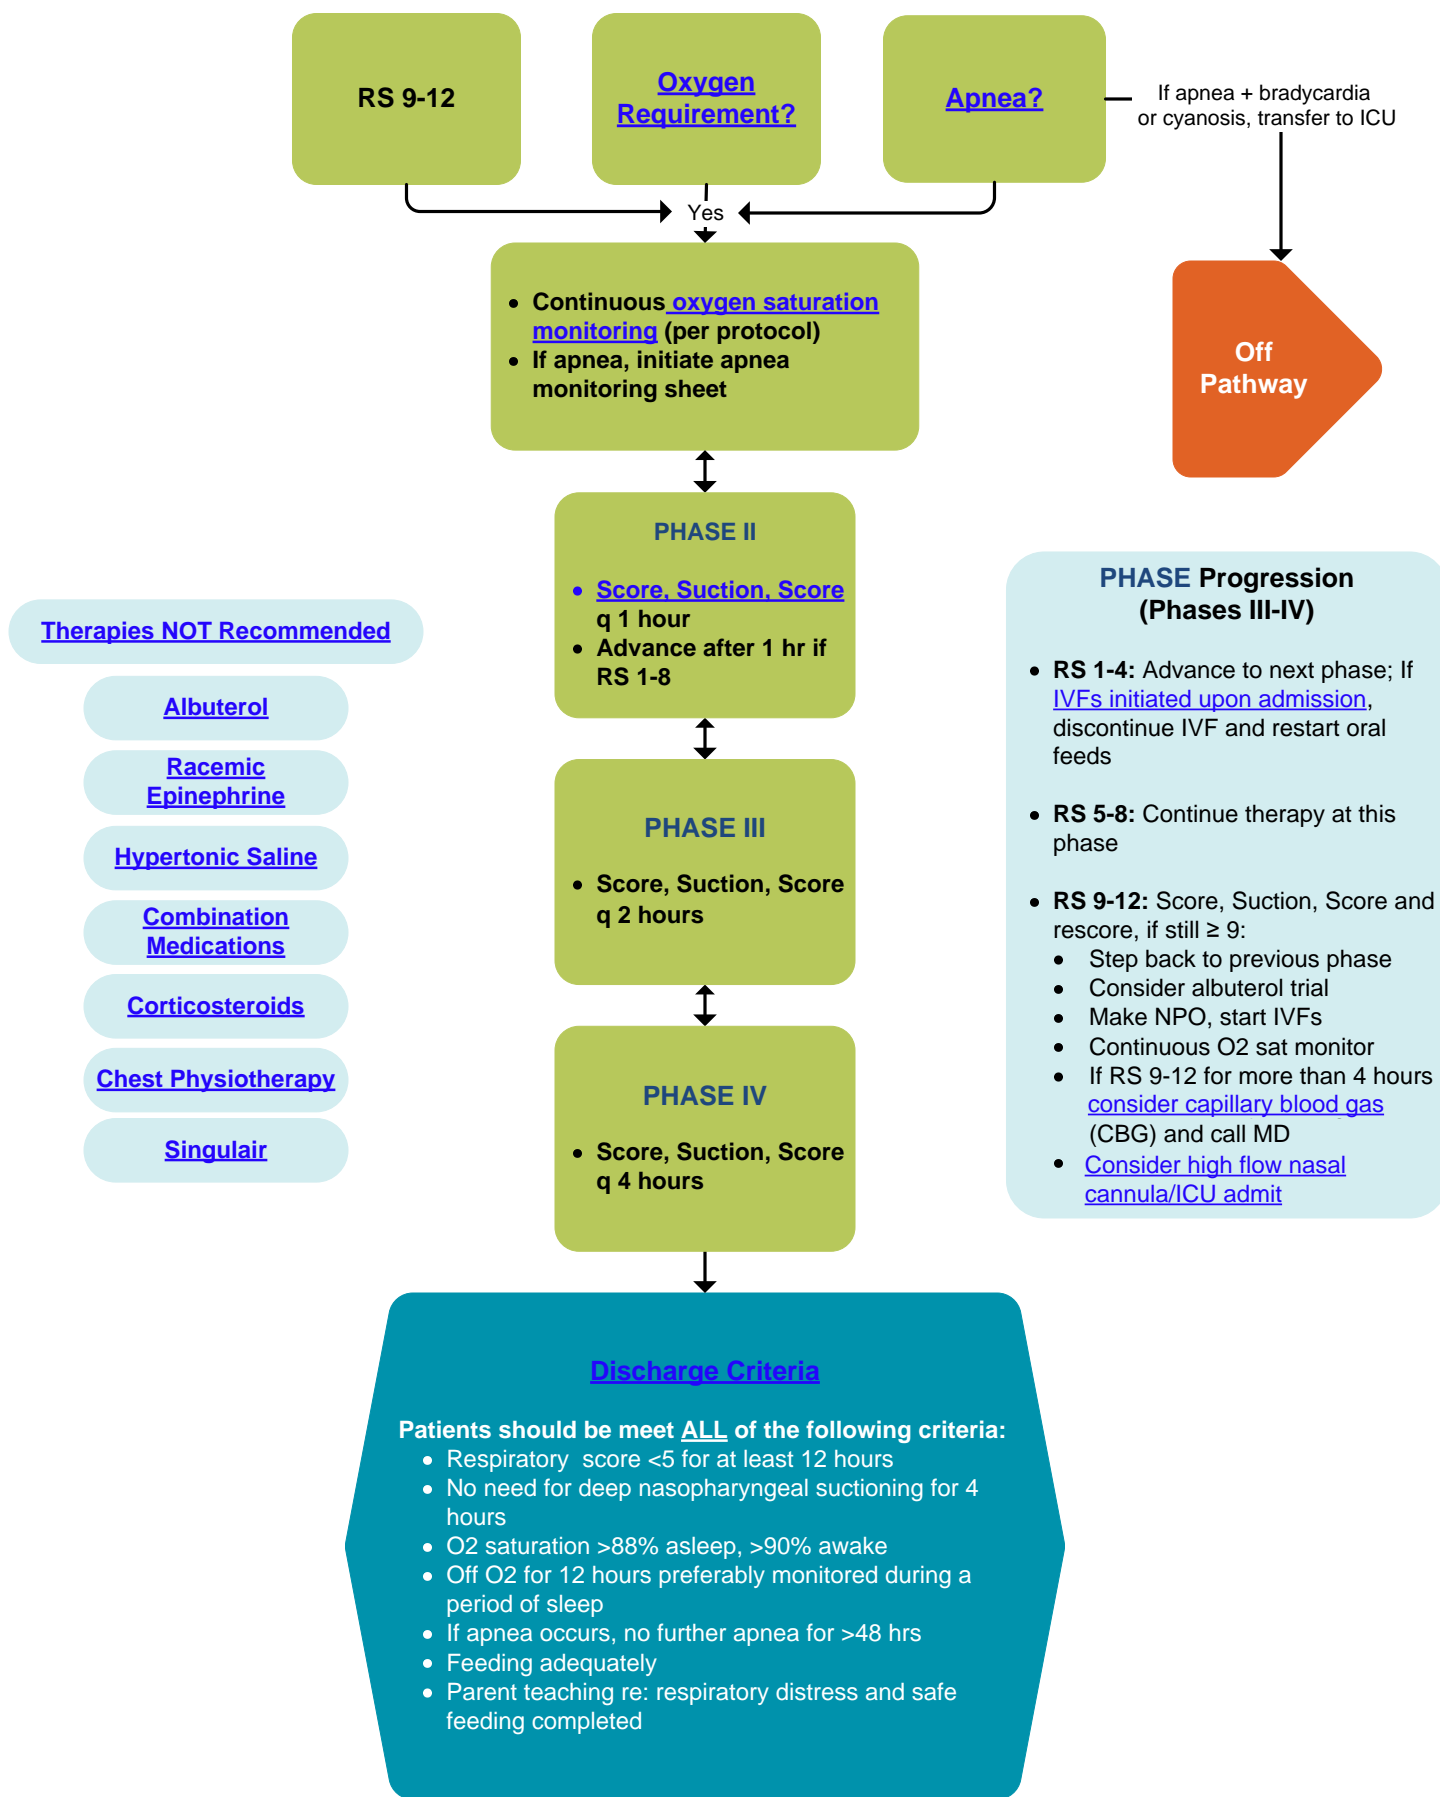 RS 9-12
Oxygen
Requirement?
Apnea?
If apnea + bradycardia
or cyanosis, transfer to ICU
Yes
• Continuous oxygen saturation
monitoring (per protocol)
• If apnea, initiate apnea
monitoring sheet
Off
Pathway
PHASE II
• Score, Suction, Score
q 1 hour
• Advance after 1 hr if
RS 1-8
PHASE III
• Score, Suction, Score
q 2 hours
PHASE IV
• Score, Suction, Score
q 4 hours
Therapies NOT Recommended
Albuterol
Racemic
Epinephrine
Hypertonic Saline
Combination
Medications
Corticosteroids
Chest Physiotherapy
Singulair
PHASE Progression
(Phases III-IV)
• RS 1-4: Advance to next phase; If
IVFs initiated upon admission,
discontinue IVF and restart oral
feeds
• RS 5-8: Continue therapy at this
phase
• RS 9-12: Score, Suction, Score and
rescore, if still ≥ 9:
• Step back to previous phase
• Consider albuterol trial
• Make NPO, start IVFs
• Continuous O2 sat monitor
• If RS 9-12 for more than 4 hours
consider capillary blood gas
(CBG) and call MD
• Consider high flow nasal
cannula/ICU admit
Discharge Criteria
Patients should be meet ALL of the following criteria:
• Respiratory score <5 for at least 12 hours
• No need for deep nasopharyngeal suctioning for 4
hours
• O2 saturation >88% asleep, >90% awake
• Off O2 for 12 hours preferably monitored during a
period of sleep
• If apnea occurs, no further apnea for >48 hrs
• Feeding adequately
• Parent teaching re: respiratory distress and safe
feeding completed